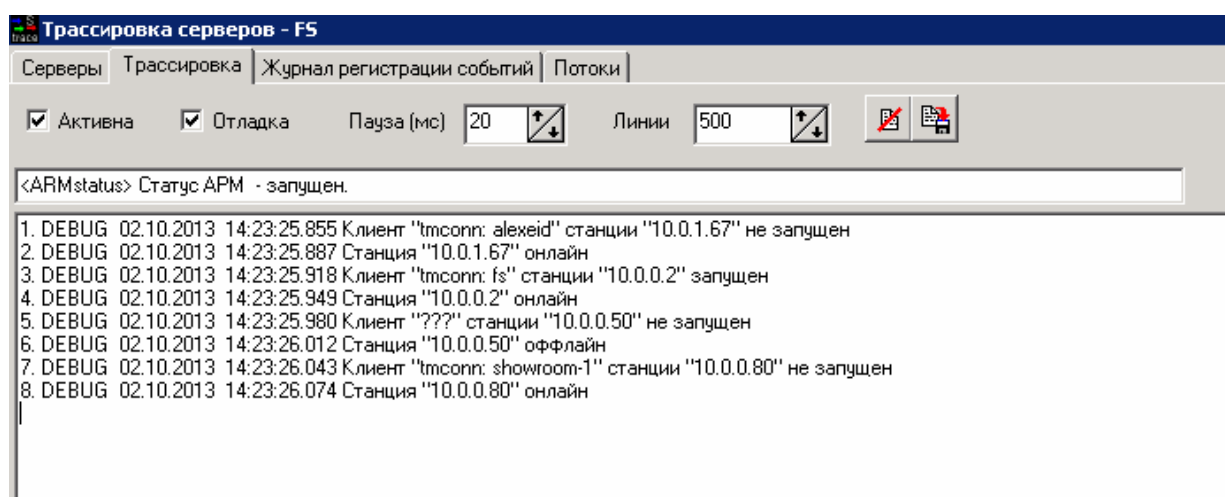 S
trace
Трассировка серверов - FS
Серверы Трассировка Журнал регистрации событий Потоки
Активна Отладка Пауза (мс) 20 Линии 500
<ARMstatus> Статус АРМ - запущен.
1. DEBUG 02.10.2013 14:23:25.855 Клиент "tmconn: alexeid" станции "10.0.1.67" не запущен
2. DEBUG 02.10.2013 14:23:25.887 Станция "10.0.1.67" онлайн
3. DEBUG 02.10.2013 14:23:25.918 Клиент "tmconn: fs" станции "10.0.0.2" запущен
4. DEBUG 02.10.2013 14:23:25.949 Станция "10.0.0.2" онлайн
5. DEBUG 02.10.2013 14:23:25.980 Клиент "???" станции "10.0.0.50" не запущен
6. DEBUG 02.10.2013 14:23:26.012 Станция "10.0.0.50" оффлайн
7. DEBUG 02.10.2013 14:23:26.043 Клиент "tmconn: showroom-1" станции "10.0.0.80" не запущен
8. DEBUG 02.10.2013 14:23:26.074 Станция "10.0.0.80" онлайн